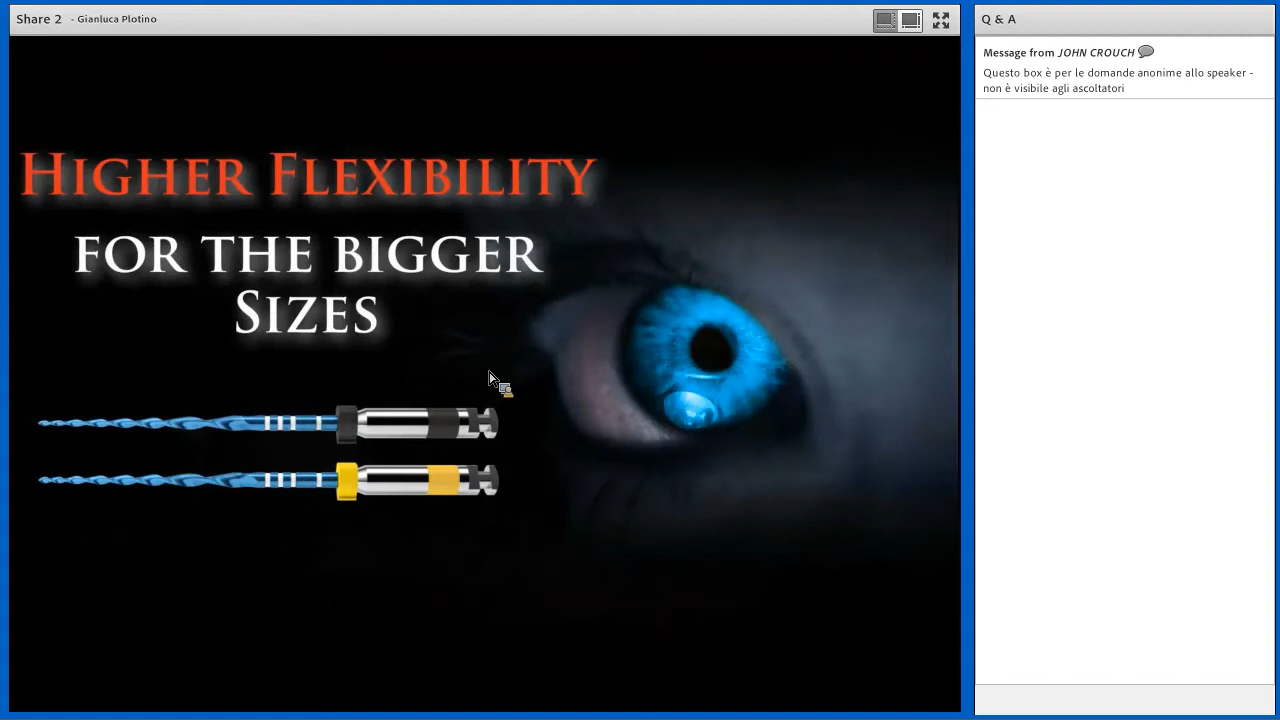 Share 2 - Gianluca Plotino
Q & A
Message from JOHN CROUCH
Questo box è per le domande anonime allo speaker -
non è visibile agli ascoltatori
HIGHER FLEXIBILITY
FOR THE BIGGER
SIZES